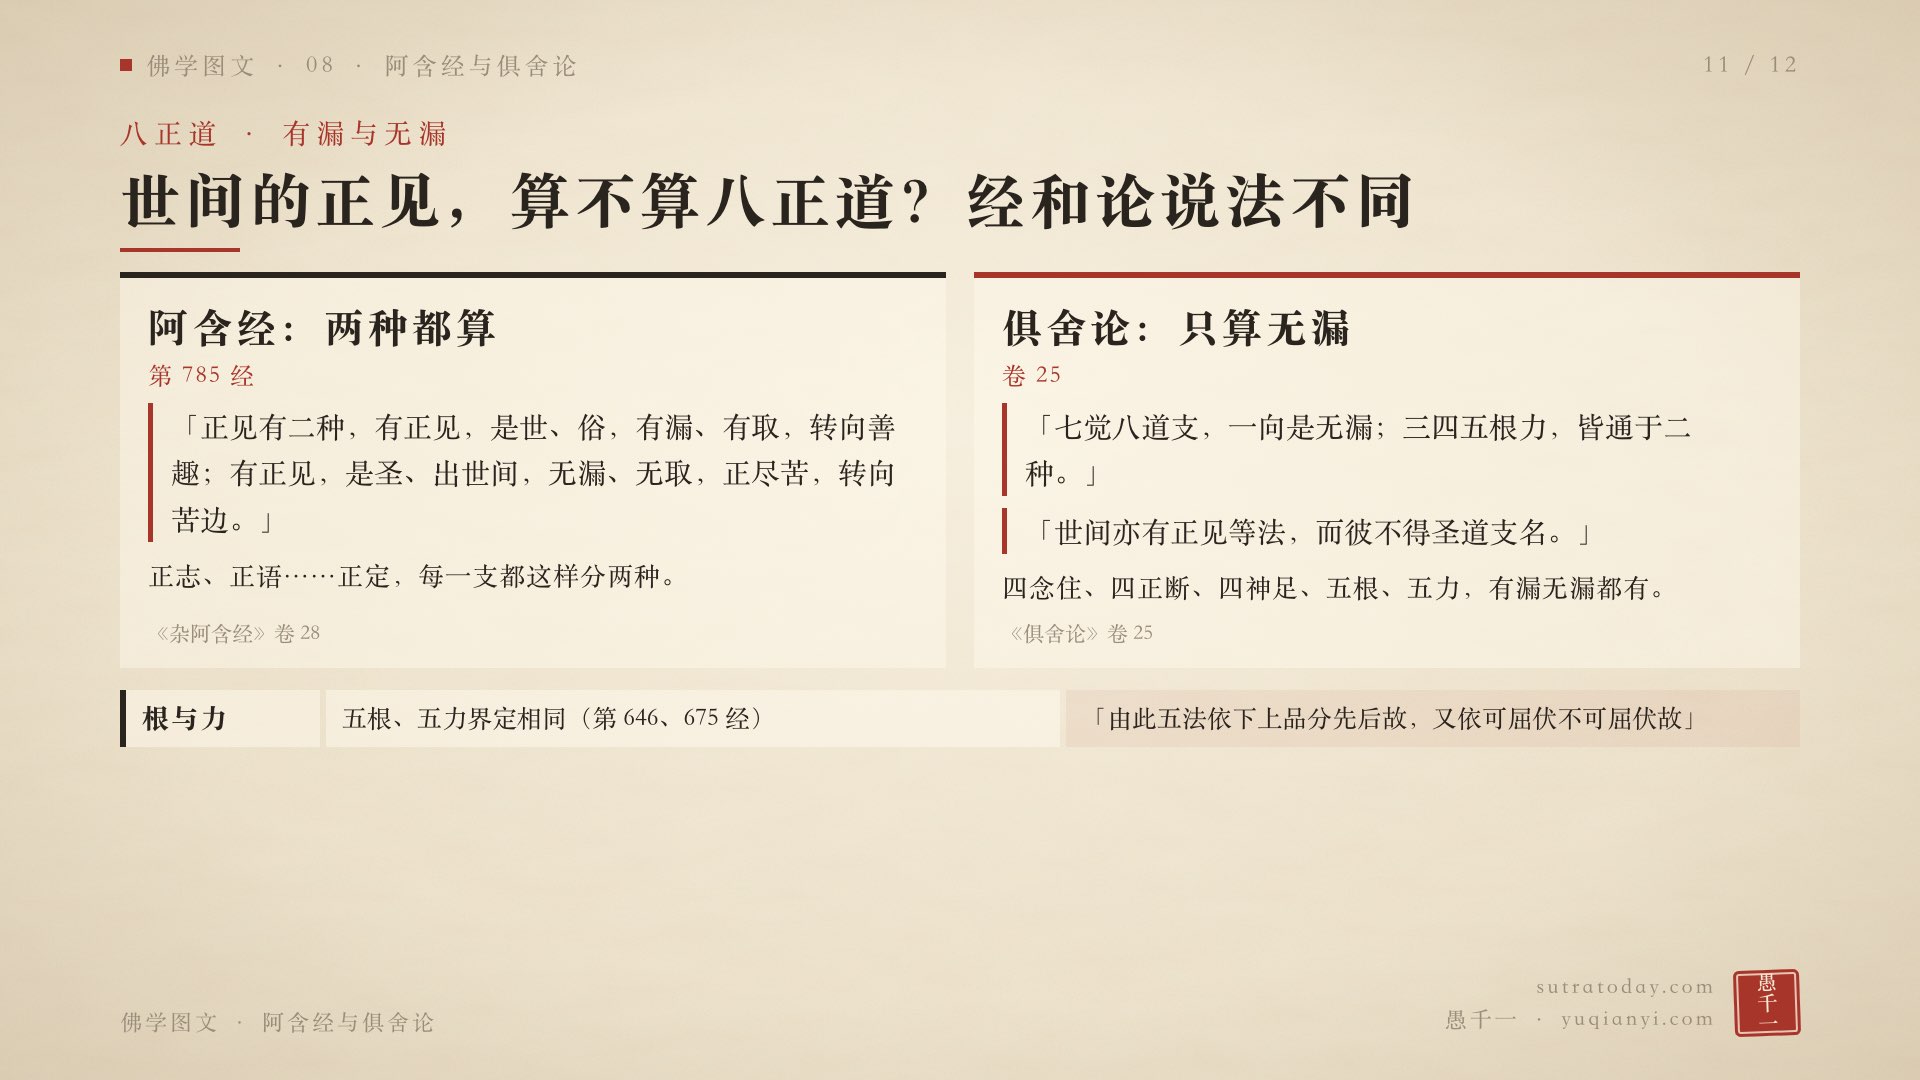 佛学图文 · 08 · 阿含经与俱舍论
11 / 12
八正道 · 有漏与无漏
世间的正见，算不算八正道？经和论说法不同
阿含经：两种都算
第 785 经
「正见有二种，有正见，是世、俗，有漏、有取，转向善
趣；有正见，是圣、出世间，无漏、无取，正尽苦，转向
苦边。」
正志、正语……正定，每一支都这样分两种。
《杂阿含经》卷 28
俱舍论：只算无漏
卷 25
「七觉八道支，一向是无漏；三四五根力，皆通于二
种。」
「世间亦有正见等法，而彼不得圣道支名。」
四念住、四正断、四神足、五根、五力，有漏无漏都有。
《俱舍论》卷 25
根与力
五根、五力界定相同（第 646、675 经）
「由此五法依下上品分先后故，又依可屈伏不可屈伏故」
佛学图文 · 阿含经与俱舍论
sutratoday.com
愚千一 · yuqianyi.com
愚千一